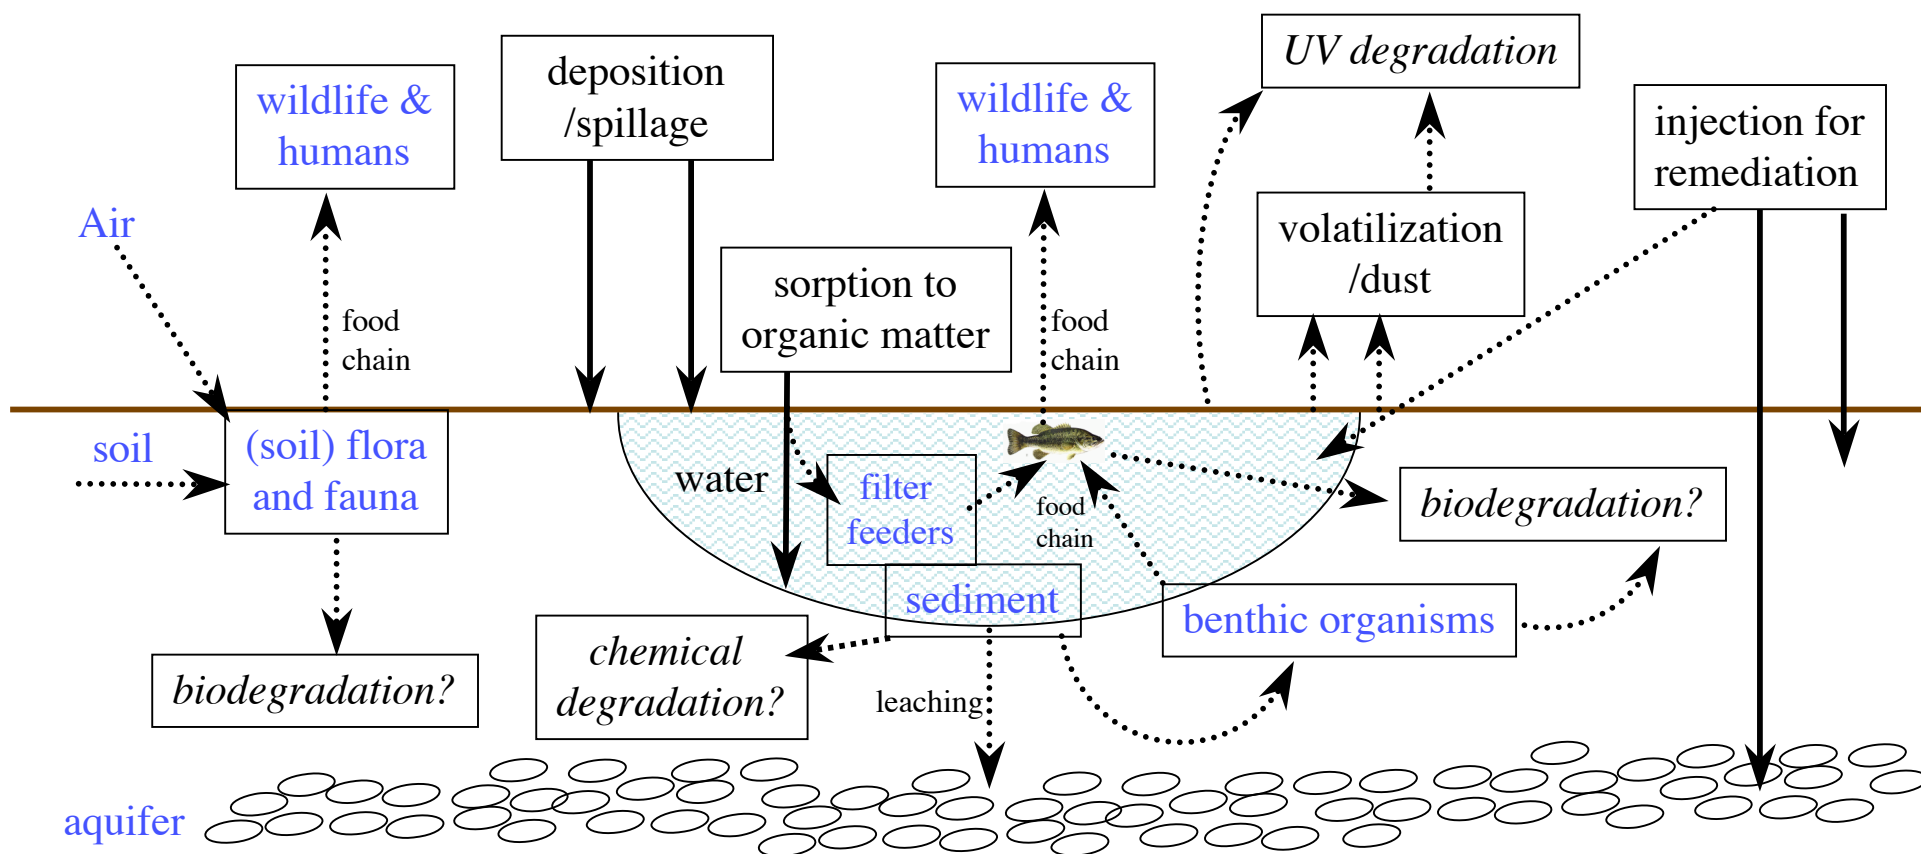 UV degradation
deposition
/spillage
wildlife &
humans
wildlife &
humans
injection for
remediation
Air
volatilization
/dust
sorption to
organic matter
food
chain
food
chain
soil
(soil) flora
and fauna
water
filter
feeders
food
chain
biodegradation?
sediment
benthic organisms
chemical
degradation?
biodegradation?
leaching
aquifer